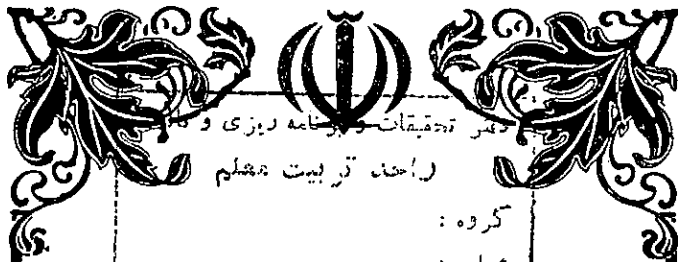 دفتر تحقیقات و برنامه ریزی و
واحد تربیت معلم
گروه :